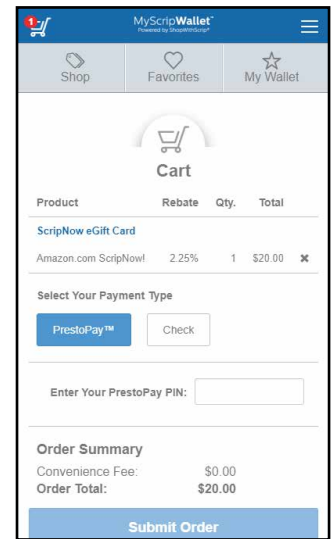 1
MyScripWallet™
Powered by ShopWithScrip®
Shop Favorites My Wallet
Cart
Product Rebate Qty. Total
ScripNow eGift Card
Amazon.com ScripNow! 2.25% 1 $20.00 ✖
Select Your Payment Type
PrestoPay™ Check
Enter Your PrestoPay PIN:
Order Summary
Convenience Fee: $0.00
Order Total: $20.00
Submit Order